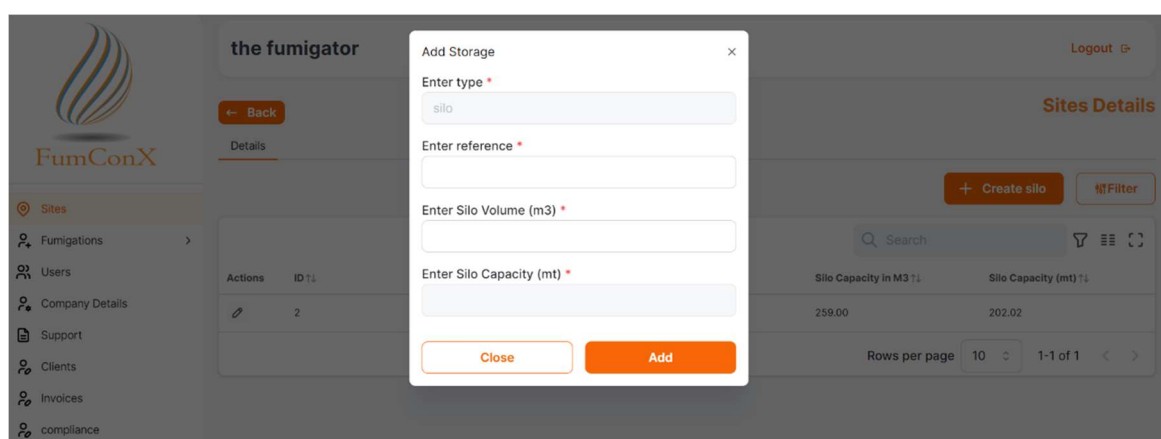 the fumigator
Logout
FumConX
← Back
Sites Details
Details
+ Create silo
Filter
Sites
Fumigations
Users
Company Details
Support
Clients
Invoices
compliance
Search
Actions
ID
Silo Capacity in M3
Silo Capacity (mt)
2
259.00
202.02
Rows per page
10
1-1 of 1
Add Storage
×
Enter type *
silo
Enter reference *
Enter Silo Volume (m3) *
Enter Silo Capacity (mt) *
Close
Add